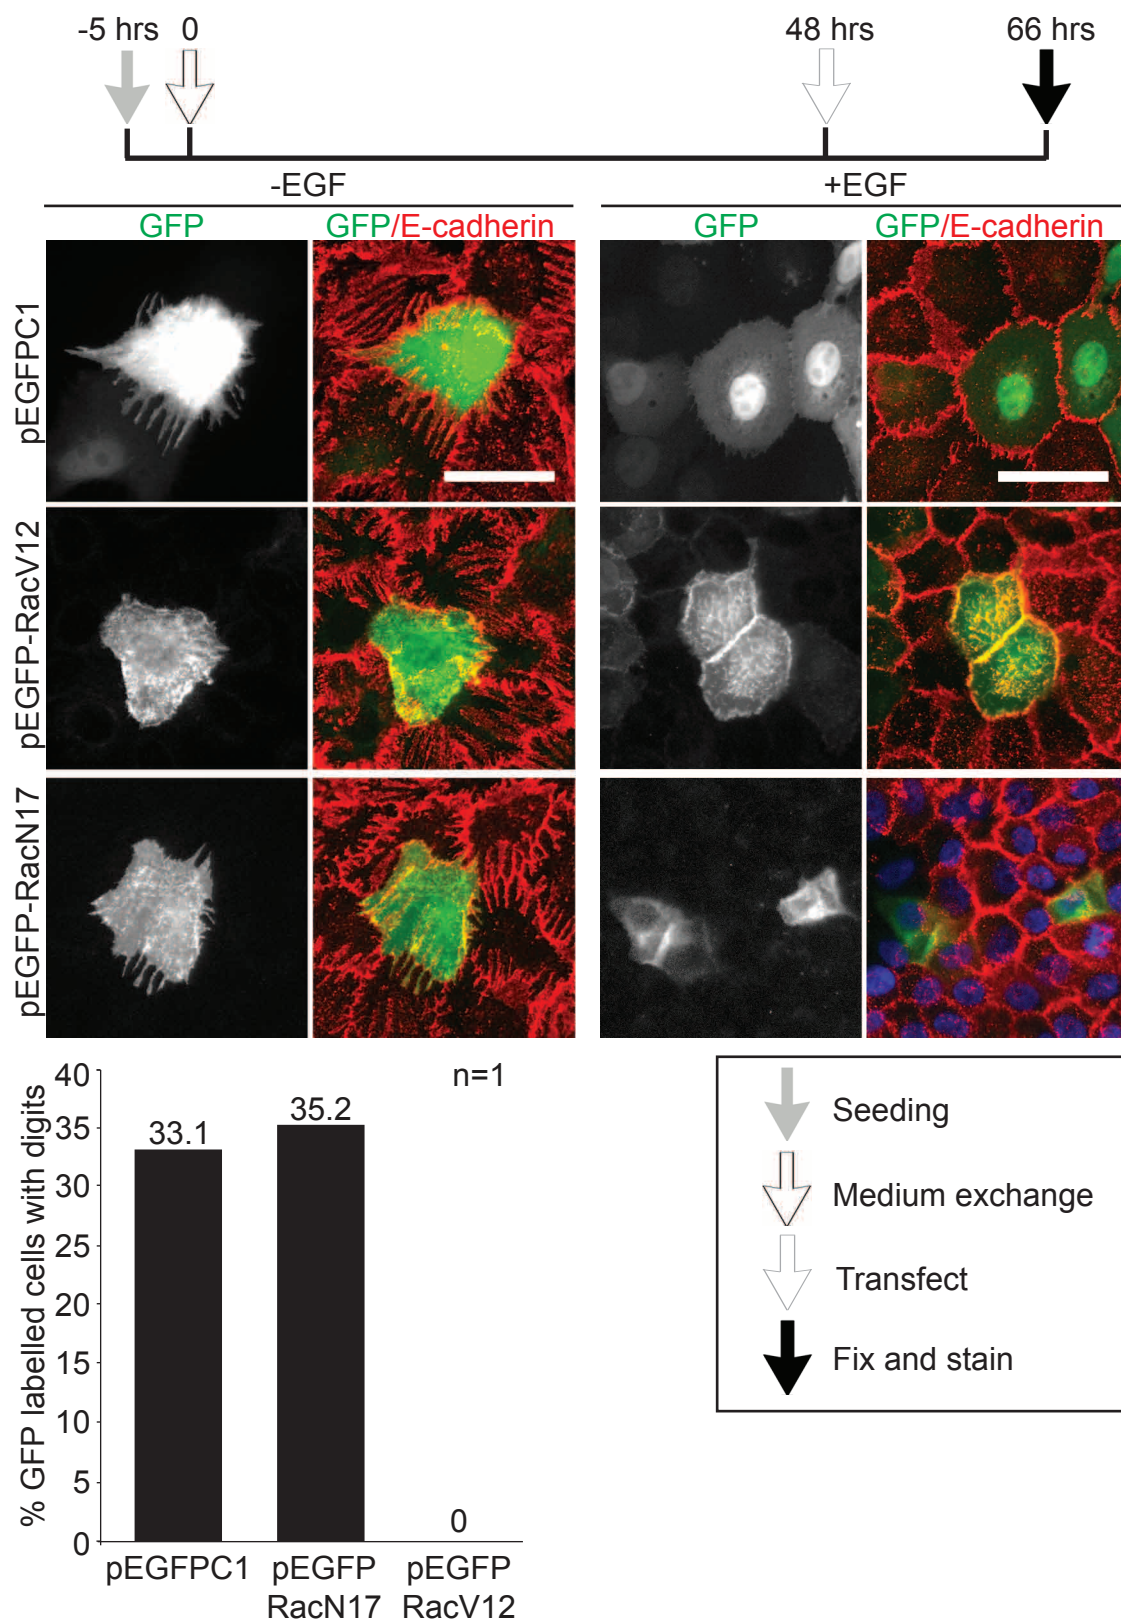 -5 hrs 0 48 hrs 66 hrs
-EGF +EGF
GFP GFP/E-cadherin GFP GFP/E-cadherin
pEGFPC1
pEGFP-RacV12
pEGFP-RacN17
% GFP labelled cells with digits
40
35
30
25
20
15
10
5
0
n=1
33.1
35.2
0
pEGFPC1
pEGFP
RacN17
pEGFP
RacV12
Seeding
Medium exchange
Transfect
Fix and stain